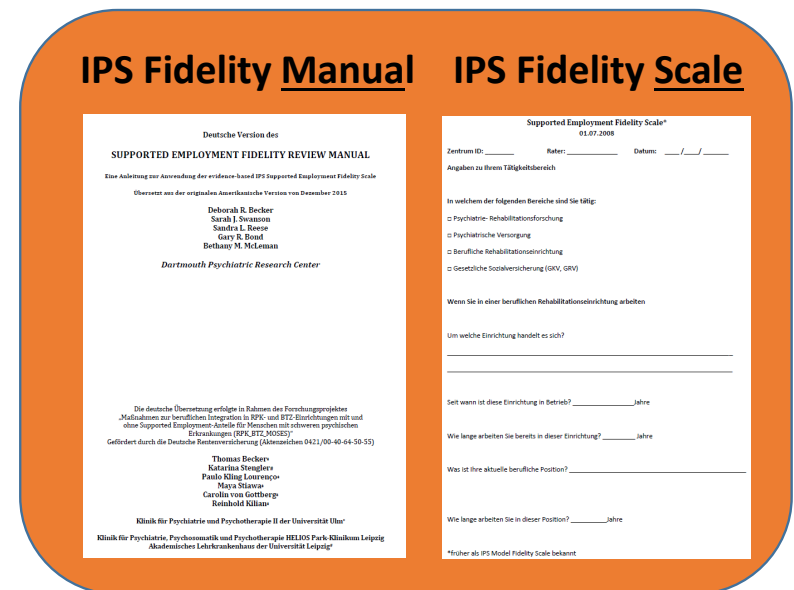 IPS Fidelity Manual
Deutsche Version des
SUPPORTED EMPLOYMENT FIDELITY REVIEW MANUAL
Eine Anleitung zur Anwendung der evidence-based IPS Supported Employment Fidelity Scale
Übersetzt aus der originalen Amerikanische Version von Dezember 2015
Deborah R. Becker
Sarah J. Swanson
Sandra L. Reese
Gary R. Bond
Bethany M. McLeman
Dartmouth Psychiatric Research Center
Die deutsche Übersetzung erfolgte in Rahmen des Forschungsprojektes
„Maßnahmen zur beruflichen Integration in RPK- und BTZ-Einrichtungen mit und
ohne Supported Employment-Anteile für Menschen mit schweren psychischen
Erkrankungen (RPK_BTZ_MOSES)"
Gefördert durch die Deutsche Rentenversicherung (Aktenzeichen 0421/00-40-64-50-55)
Thomas Becker
Katarina Stengler
Paulo Kling Lourenço
Maya Stiawa
Carolin von Gottberg
Reinhold Kilian
Klinik für Psychiatrie und Psychotherapie II der Universität Ulm
Klinik für Psychiatrie, Psychosomatik und Psychotherapie HELIOS Park-Klinikum Leipzig
Akademisches Lehrkrankenhaus der Universität Leipzig
IPS Fidelity Scale
Supported Employment Fidelity Scale*
01.07.2008
Zentrum ID: ________ Rater: ______________ Datum: ____ /____/ _______
Angaben zu Ihrem Tätigkeitsbereich
In welchem der folgenden Bereiche sind Sie tätig:
□ Psychiatrie- Rehabilitationsforschung
□ Psychiatrische Versorgung
□ Berufliche Rehabilitationseinrichtung
□ Gesetzliche Sozialversicherung (GKV, GRV)
Wenn Sie in einer beruflichen Rehabilitationseinrichtung arbeiten
Um welche Einrichtung handelt es sich?
Seit wann ist diese Einrichtung in Betrieb? ________________Jahre
Wie lange arbeiten Sie bereits in dieser Einrichtung? _________ Jahre
Was ist Ihre aktuelle berufliche Position? ______________________________
Wie lange arbeiten Sie in dieser Position? __________Jahre
*früher als IPS Model Fidelity Scale bekannt